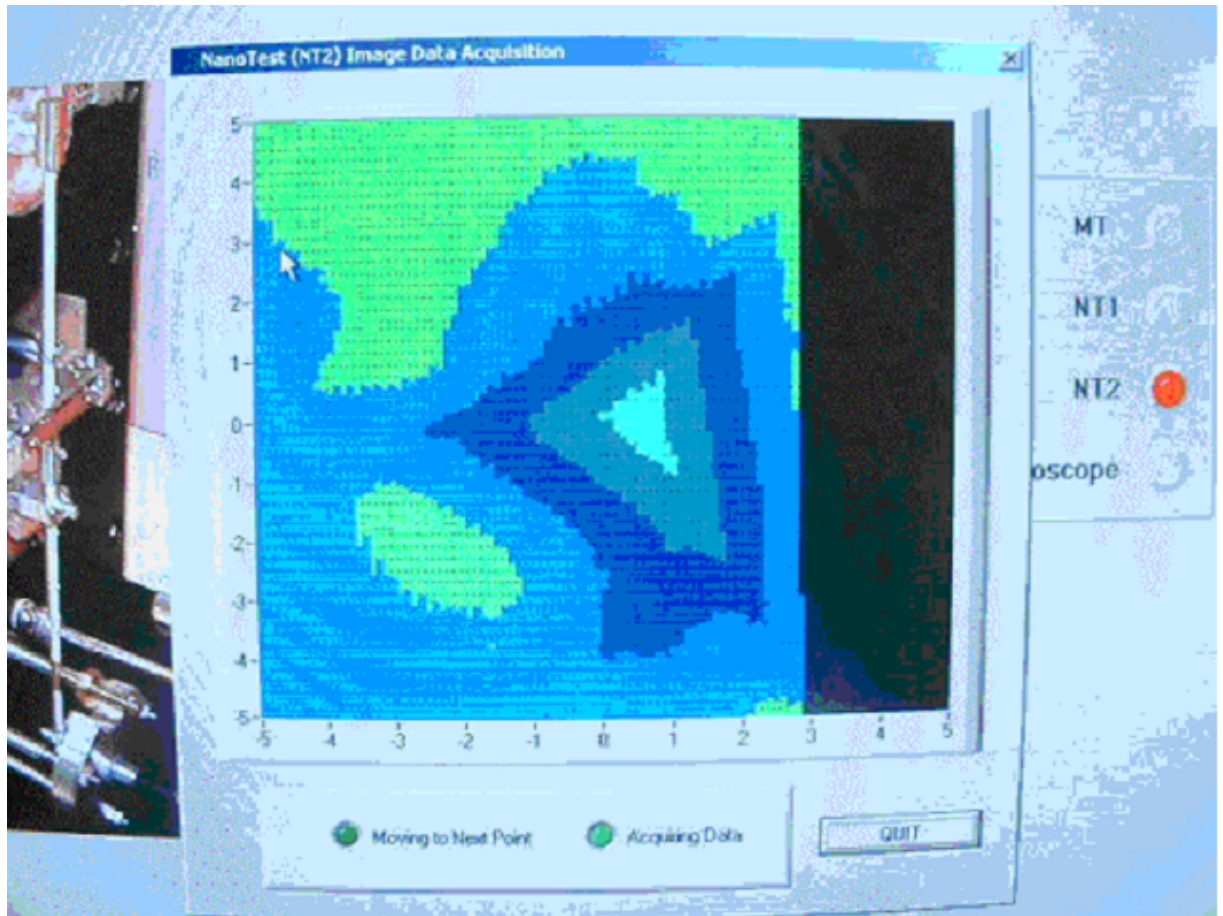 NanoTest (NT2) Image Data Acquisition
5
4
3
2
1
0
-1
-2
-3
-4
-5
-5 -4 -3 -2 -1 0 1 2 3 4 5
MT
NT1
NT2
oscope
Moving to Next Point
Acquiring Data
QUIT